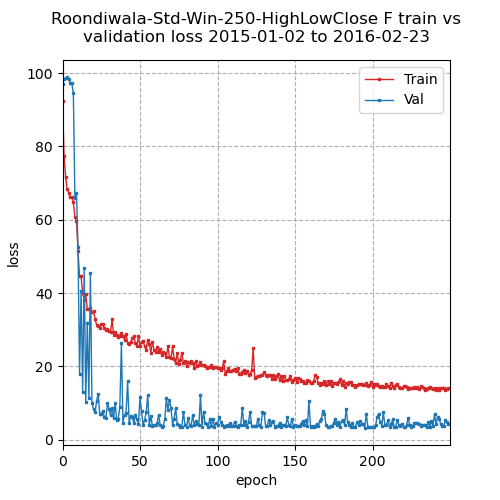 Roondiwala-Std-Win-250-HighLowClose F train vs
validation loss 2015-01-02 to 2016-02-23
Train
Val
100
80
60
40
20
0
loss
0
50
100
150
200
epoch